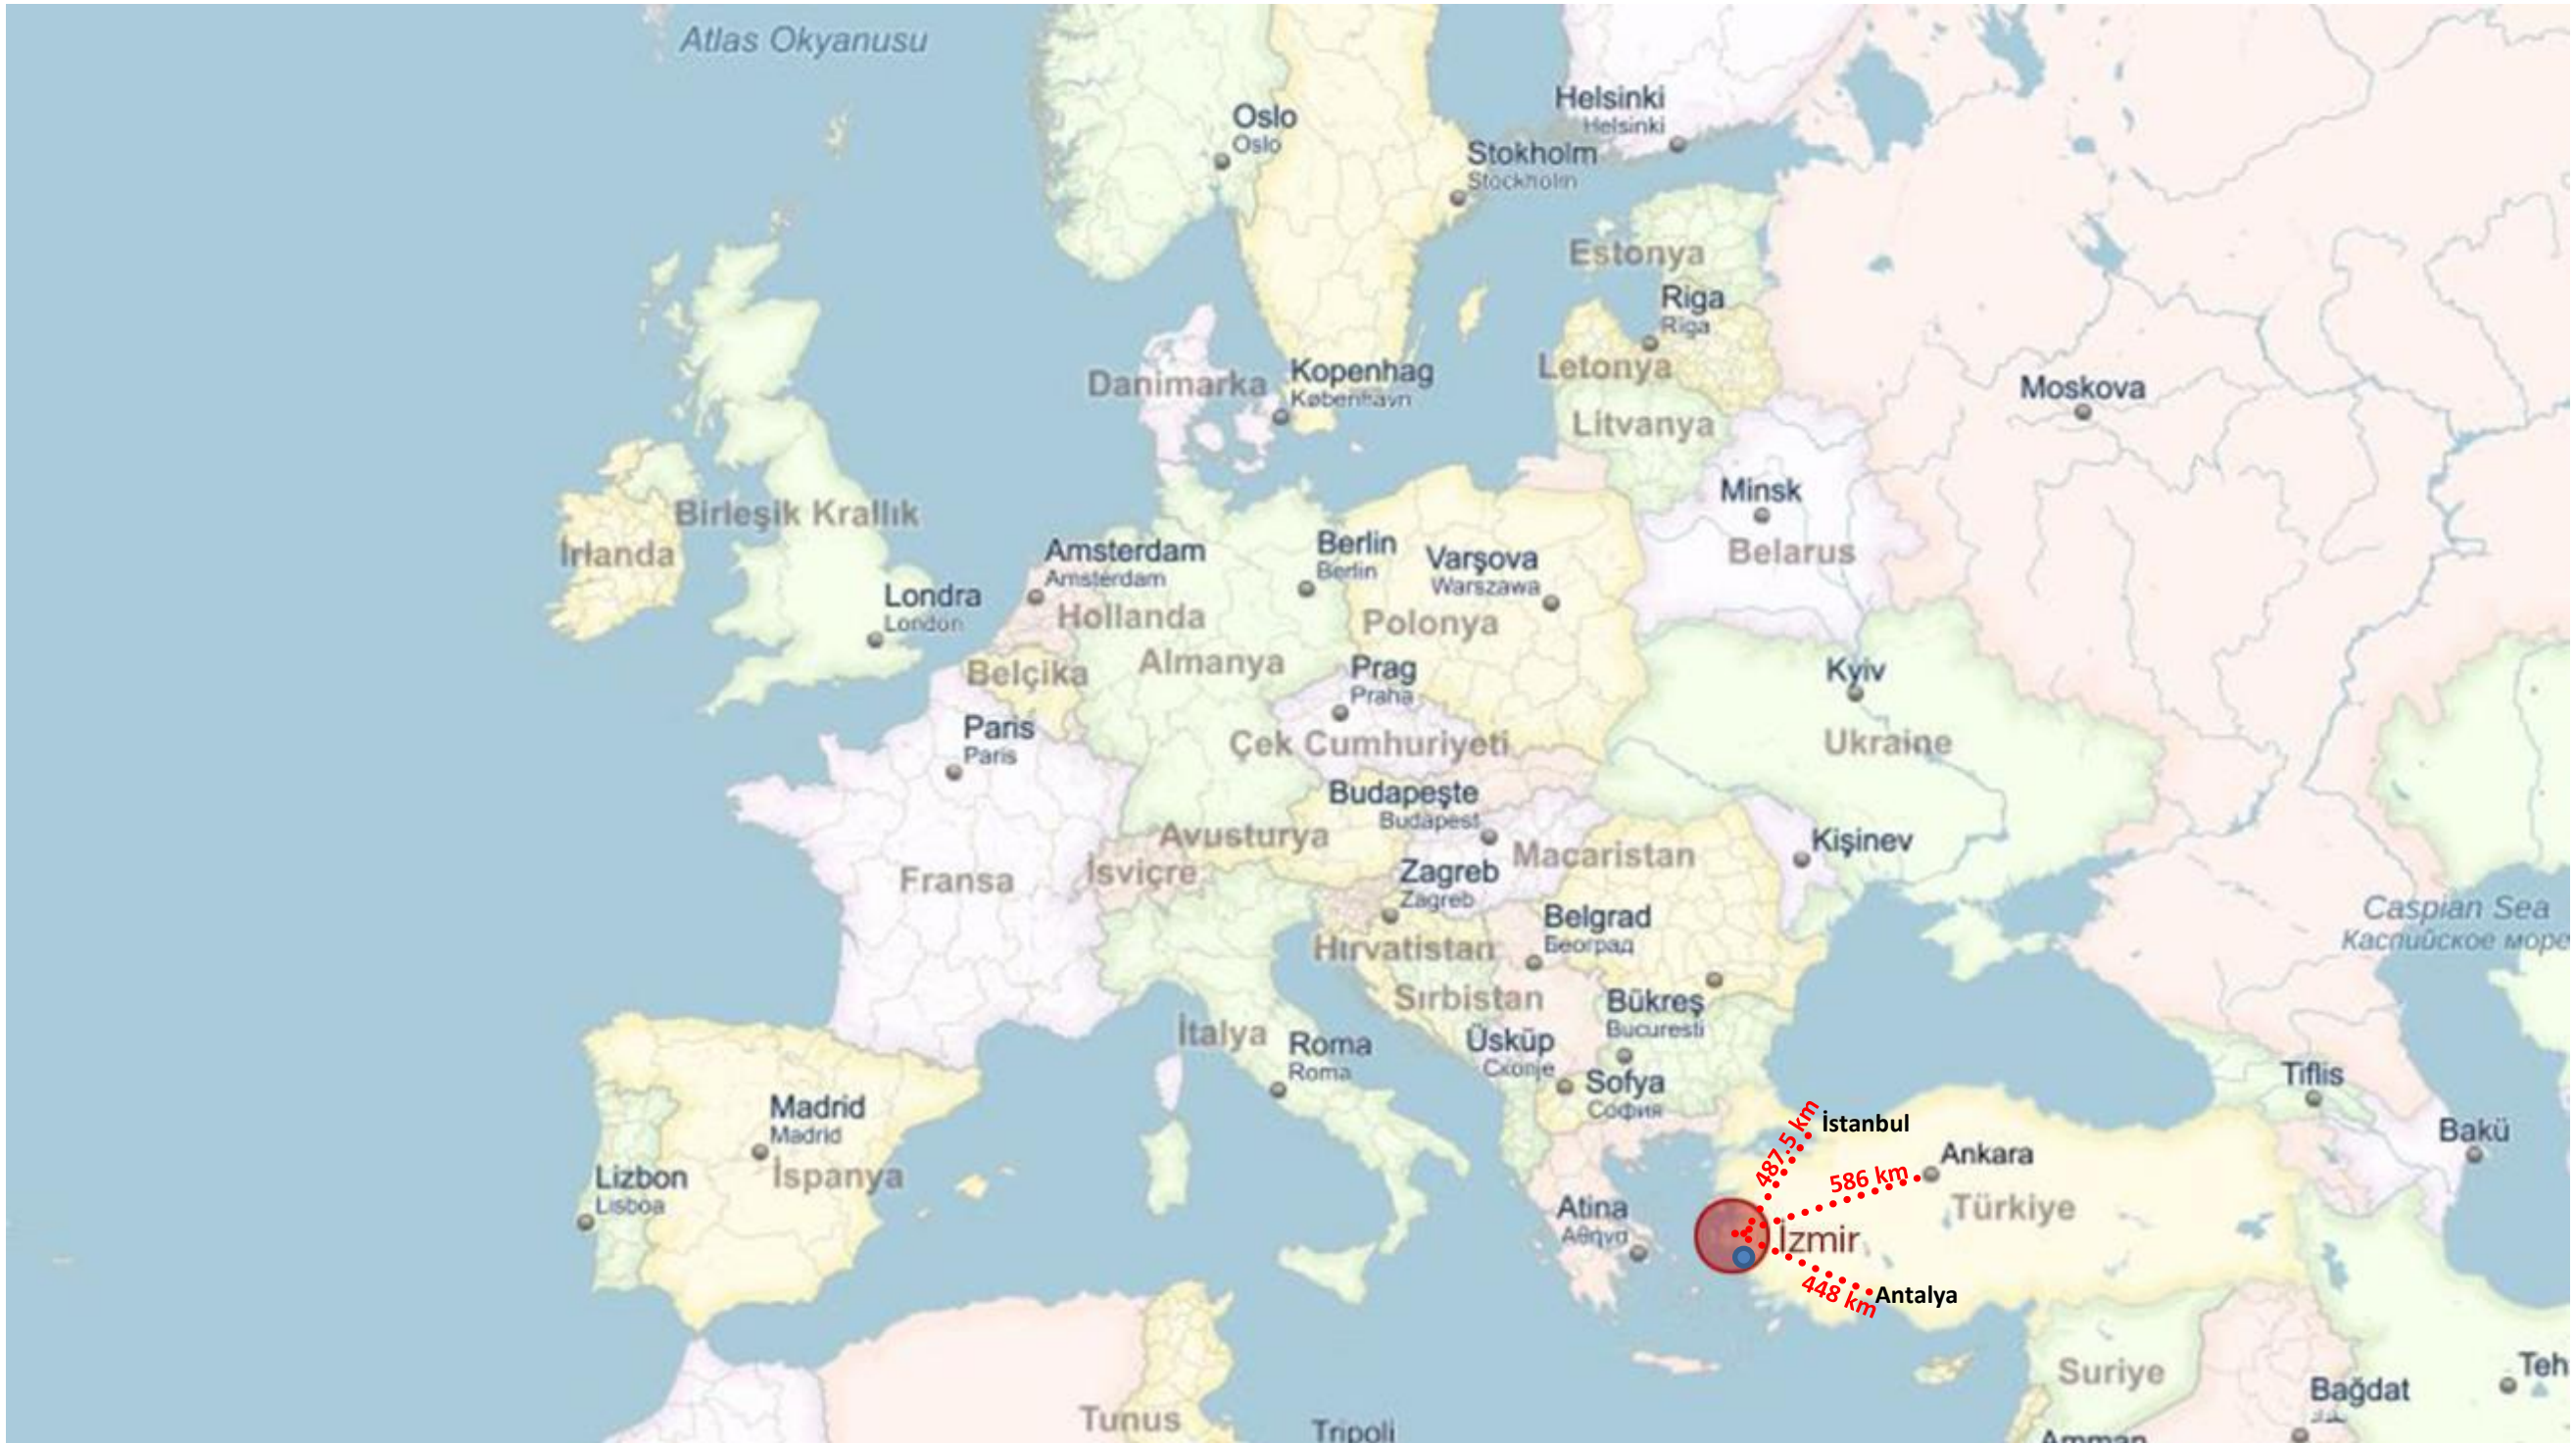 Atlas Okyanusu
Oslo
Oslo
Helsinki
Helsinki
Stokholm
Stockholm
Estonya
Riga
Rīga
Letonya
Danimarka
Kopenhag
København
Litvanya
Moskova
Minsk
Belarus
Birleşik Krallık
İrlanda
Londra
London
Amsterdam
Amsterdam
Hollanda
Berlin
Berlin
Varşova
Warszawa
Polonya
Belçika
Almanya
Prag
Praha
Çek Cumhuriyeti
Kyiv
Ukraine
Paris
Paris
Budapeşte
Budapest
Avusturya
Macaristan
Kişinev
Fransa
İsviçre
Zagreb
Zagreb
Hırvatistan
Belgrad
Београд
Caspian Sea
Каспийское море
Sırbistan
Bükreş
Bucuresti
İtalya
Roma
Roma
Üsküp
Скопје
Sofya
София
Tiflis
Bakü
Madrid
Madrid
İspanya
Lizbon
Lisboa
İstanbul
487.5 km
Ankara
586 km
Türkiye
Atina
Αθήνα
İzmir
448 km
Antalya
Suriye
Teh
Bağdat
Tunus
Tripoli
Amman